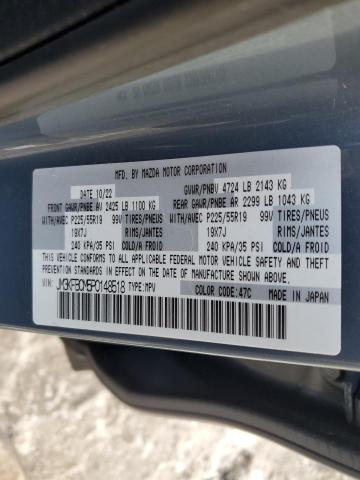 MFD. BY MAZDA MOTOR CORPORATION
DATE: 10/22 GVWR/PNBV 4724 LB 2143 KG
FRONT GAWR/PNBE AV 2425 LB 1100 KG REAR GAWR/PNBE AR 2299 LB 1043 KG
WITH/AVEC P225/55R19 99V TIRES/PNEUS WITH/AVEC P225/55R19 99V TIRES/PNEUS
19X7J RIMS/JANTES 19X7J RIMS/JANTES
240 KPA/35 PSI COLD/A FROID 240 KPA/35 PSI COLD/A FROID
THIS VEHICLE CONFORMS TO ALL APPLICABLE FEDERAL MOTOR VEHICLE
SAFETY, BUMPER, AND THEFT PREVENTION STANDARDS IN EFFECT ON
THE DATE OF MANUFACTURE SHOWN ABOVE.
VIN: JM3KFBCM5P0148518 TYPE:MPV COLOR CODE:47C MADE IN JAPAN